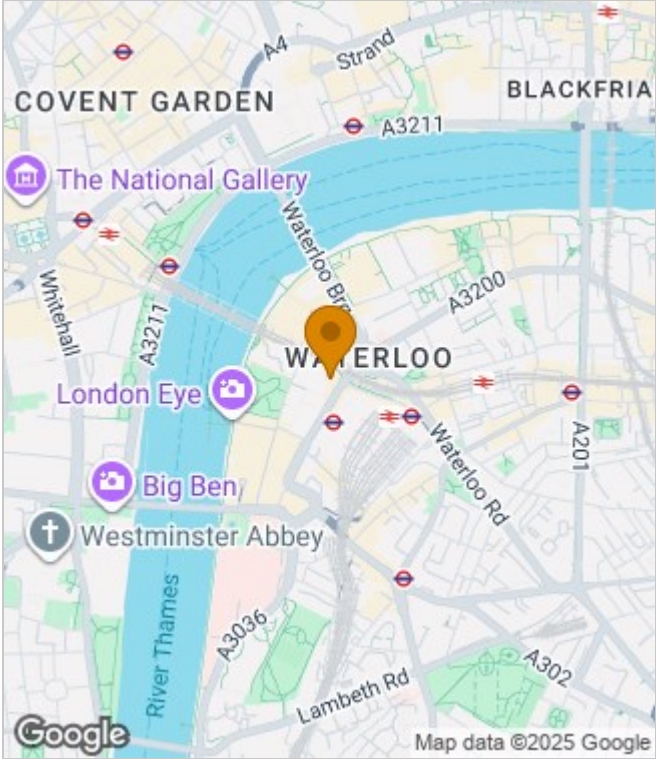 A4
Strand
COVENT GARDEN
BLACKFRIA
A3211
The National Gallery
Waterloo Bri
Whitehall
A3211
A3200
WATERLOO
London Eye
Waterloo Rd
A201
Big Ben
Westminster Abbey
River Thames
A3036
Lambeth Rd
A302
Google
Map data ©2025 Google